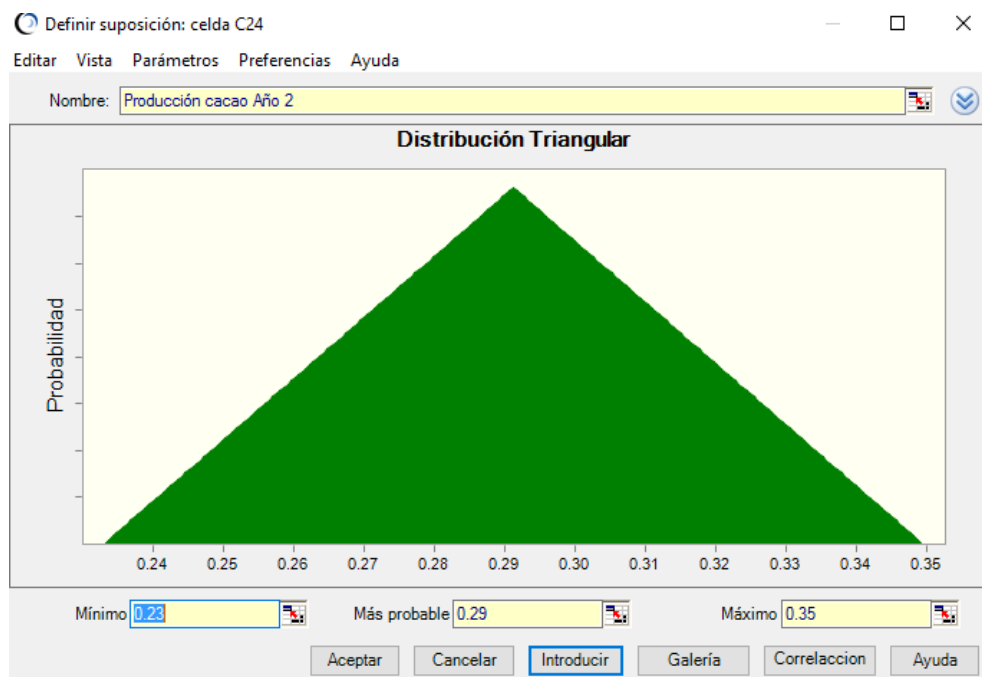 Definir suposición: celda C24
Editar Vista Parámetros Preferencias Ayuda
Nombre: Producción cacao Año 2
Distribución Triangular
Probabilidad
0.24 0.25 0.26 0.27 0.28 0.29 0.30 0.31 0.32 0.33 0.34 0.35
Mínimo 0.23 Más probable 0.29 Máximo 0.35
Aceptar Cancelar Introducir Galería Correlaccion Ayuda